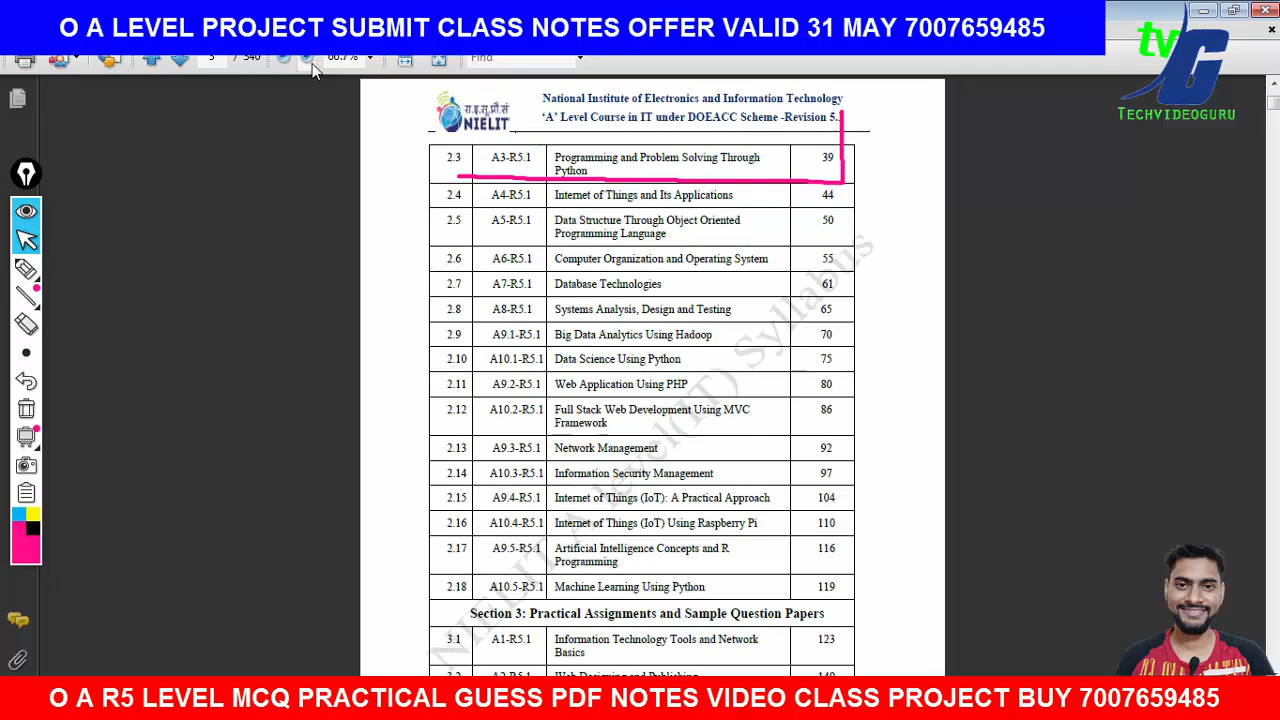 O A LEVEL PROJECT SUBMIT CLASS NOTES OFFER VALID 31 MAY 7007659485
tv
TECHVIDEOGURU
Find
रा.इ.सू.प्रौ.सं
NIELIT
National Institute of Electronics and Information Technology
‘A’ Level Course in IT under DOEACC Scheme -Revision 5.
2.3 A3-R5.1 Programming and Problem Solving Through 39
Python
2.4 A4-R5.1 Internet of Things and Its Applications 44
2.5 A5-R5.1 Data Structure Through Object Oriented 50
Programming Language
2.6 A6-R5.1 Computer Organization and Operating System 55
2.7 A7-R5.1 Database Technologies 61
2.8 A8-R5.1 Systems Analysis, Design and Testing 65
2.9 A9.1-R5.1 Big Data Analytics Using Hadoop 70
2.10 A10.1-R5.1 Data Science Using Python 75
2.11 A9.2-R5.1 Web Application Using PHP 80
2.12 A10.2-R5.1 Full Stack Web Development Using MVC 86
Framework
2.13 A9.3-R5.1 Network Management 92
2.14 A10.3-R5.1 Information Security Management 97
2.15 A9.4-R5.1 Internet of Things (IoT): A Practical Approach 104
2.16 A10.4-R5.1 Internet of Things (IoT) Using Raspberry Pi 110
2.17 A9.5-R5.1 Artificial Intelligence Concepts and R 116
Programming
2.18 A10.5-R5.1 Machine Learning Using Python 119
Section 3: Practical Assignments and Sample Question Papers
3.1 A1-R5.1 Information Technology Tools and Network 123
Basics
NIELIT A level(IT) Syllabus
O A R5 LEVEL MCQ PRACTICAL GUESS PDF NOTES VIDEO CLASS PROJECT BUY 7007659485